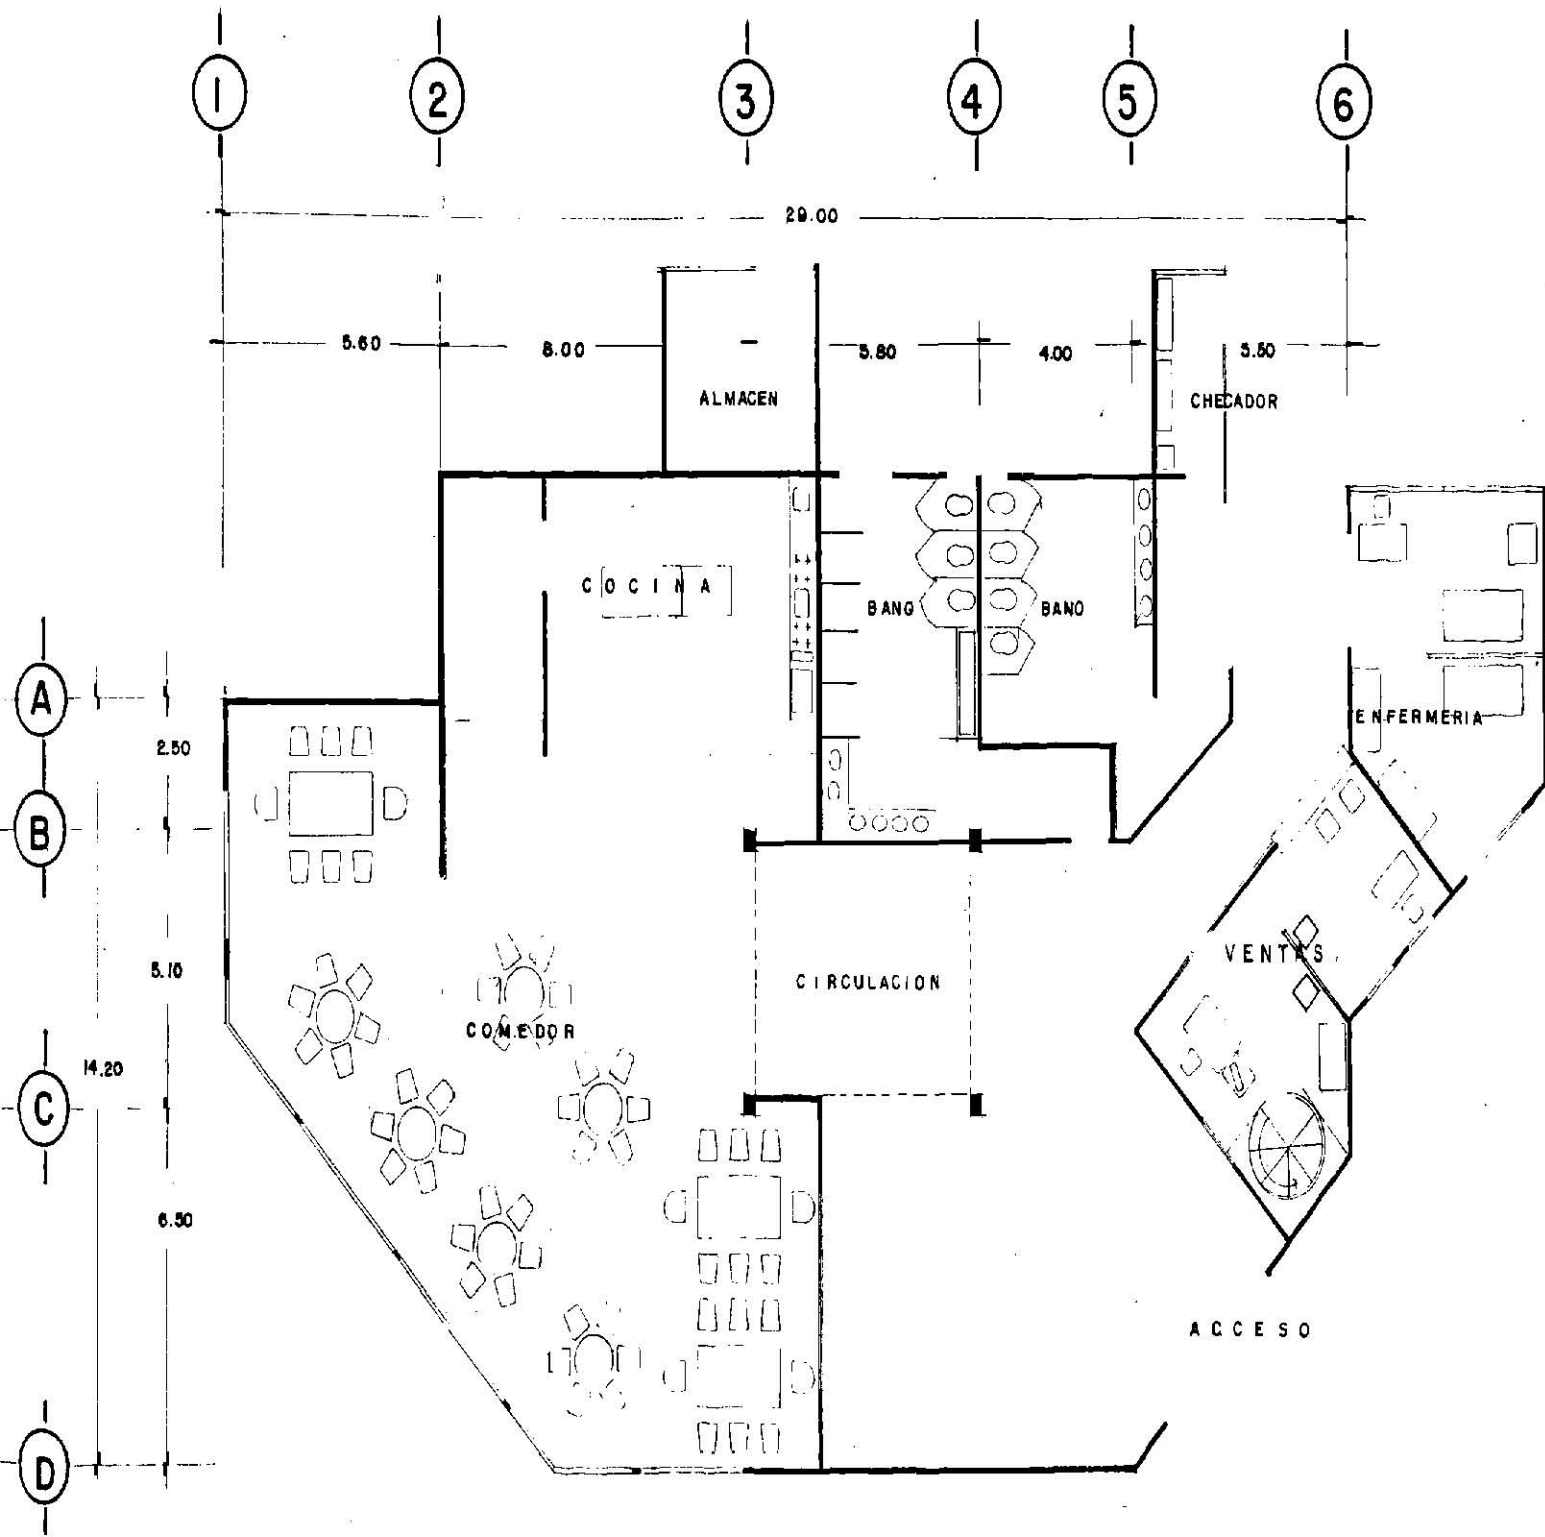 1 2 3 4 5 6
29.00
5.60 8.00 5.80 4.00 5.50
ALMACEN CHECADOR
COCINA BANO BANO
A
ENFERMERIA
2.50
B
VENTAS
5.10 CIRCULACION
COMEDOR
14.20
C
6.50
ACCESO
D